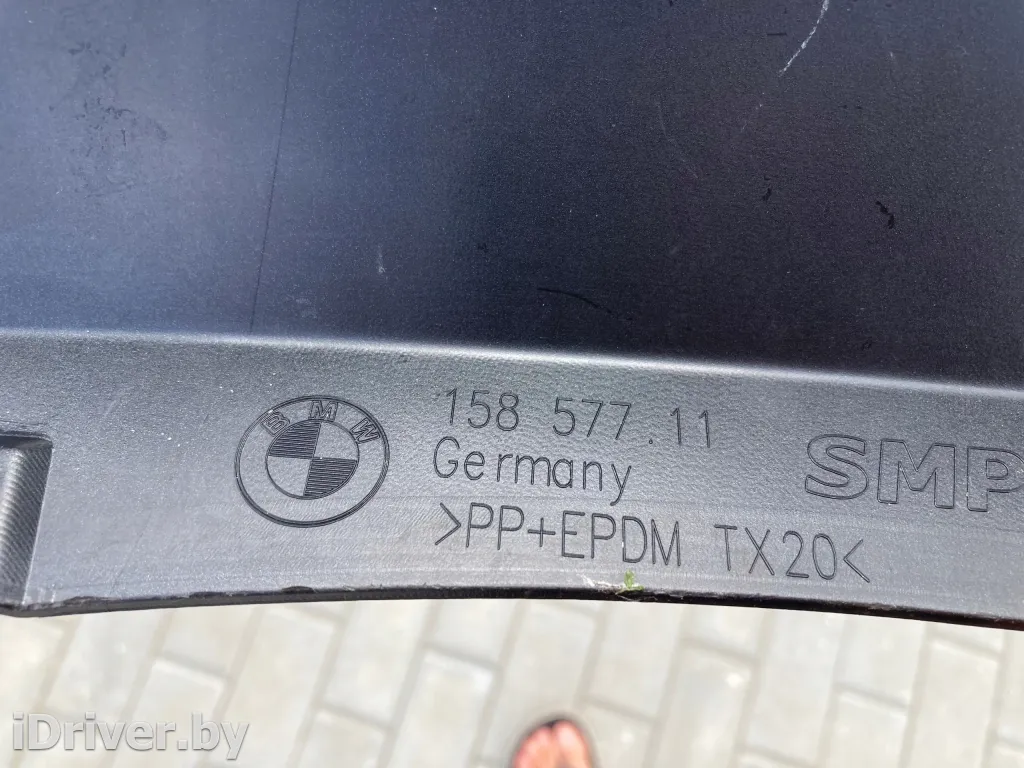 BMW
158 577.11
Germany
SMP
>PP+EPDM TX20<
iDriver.by